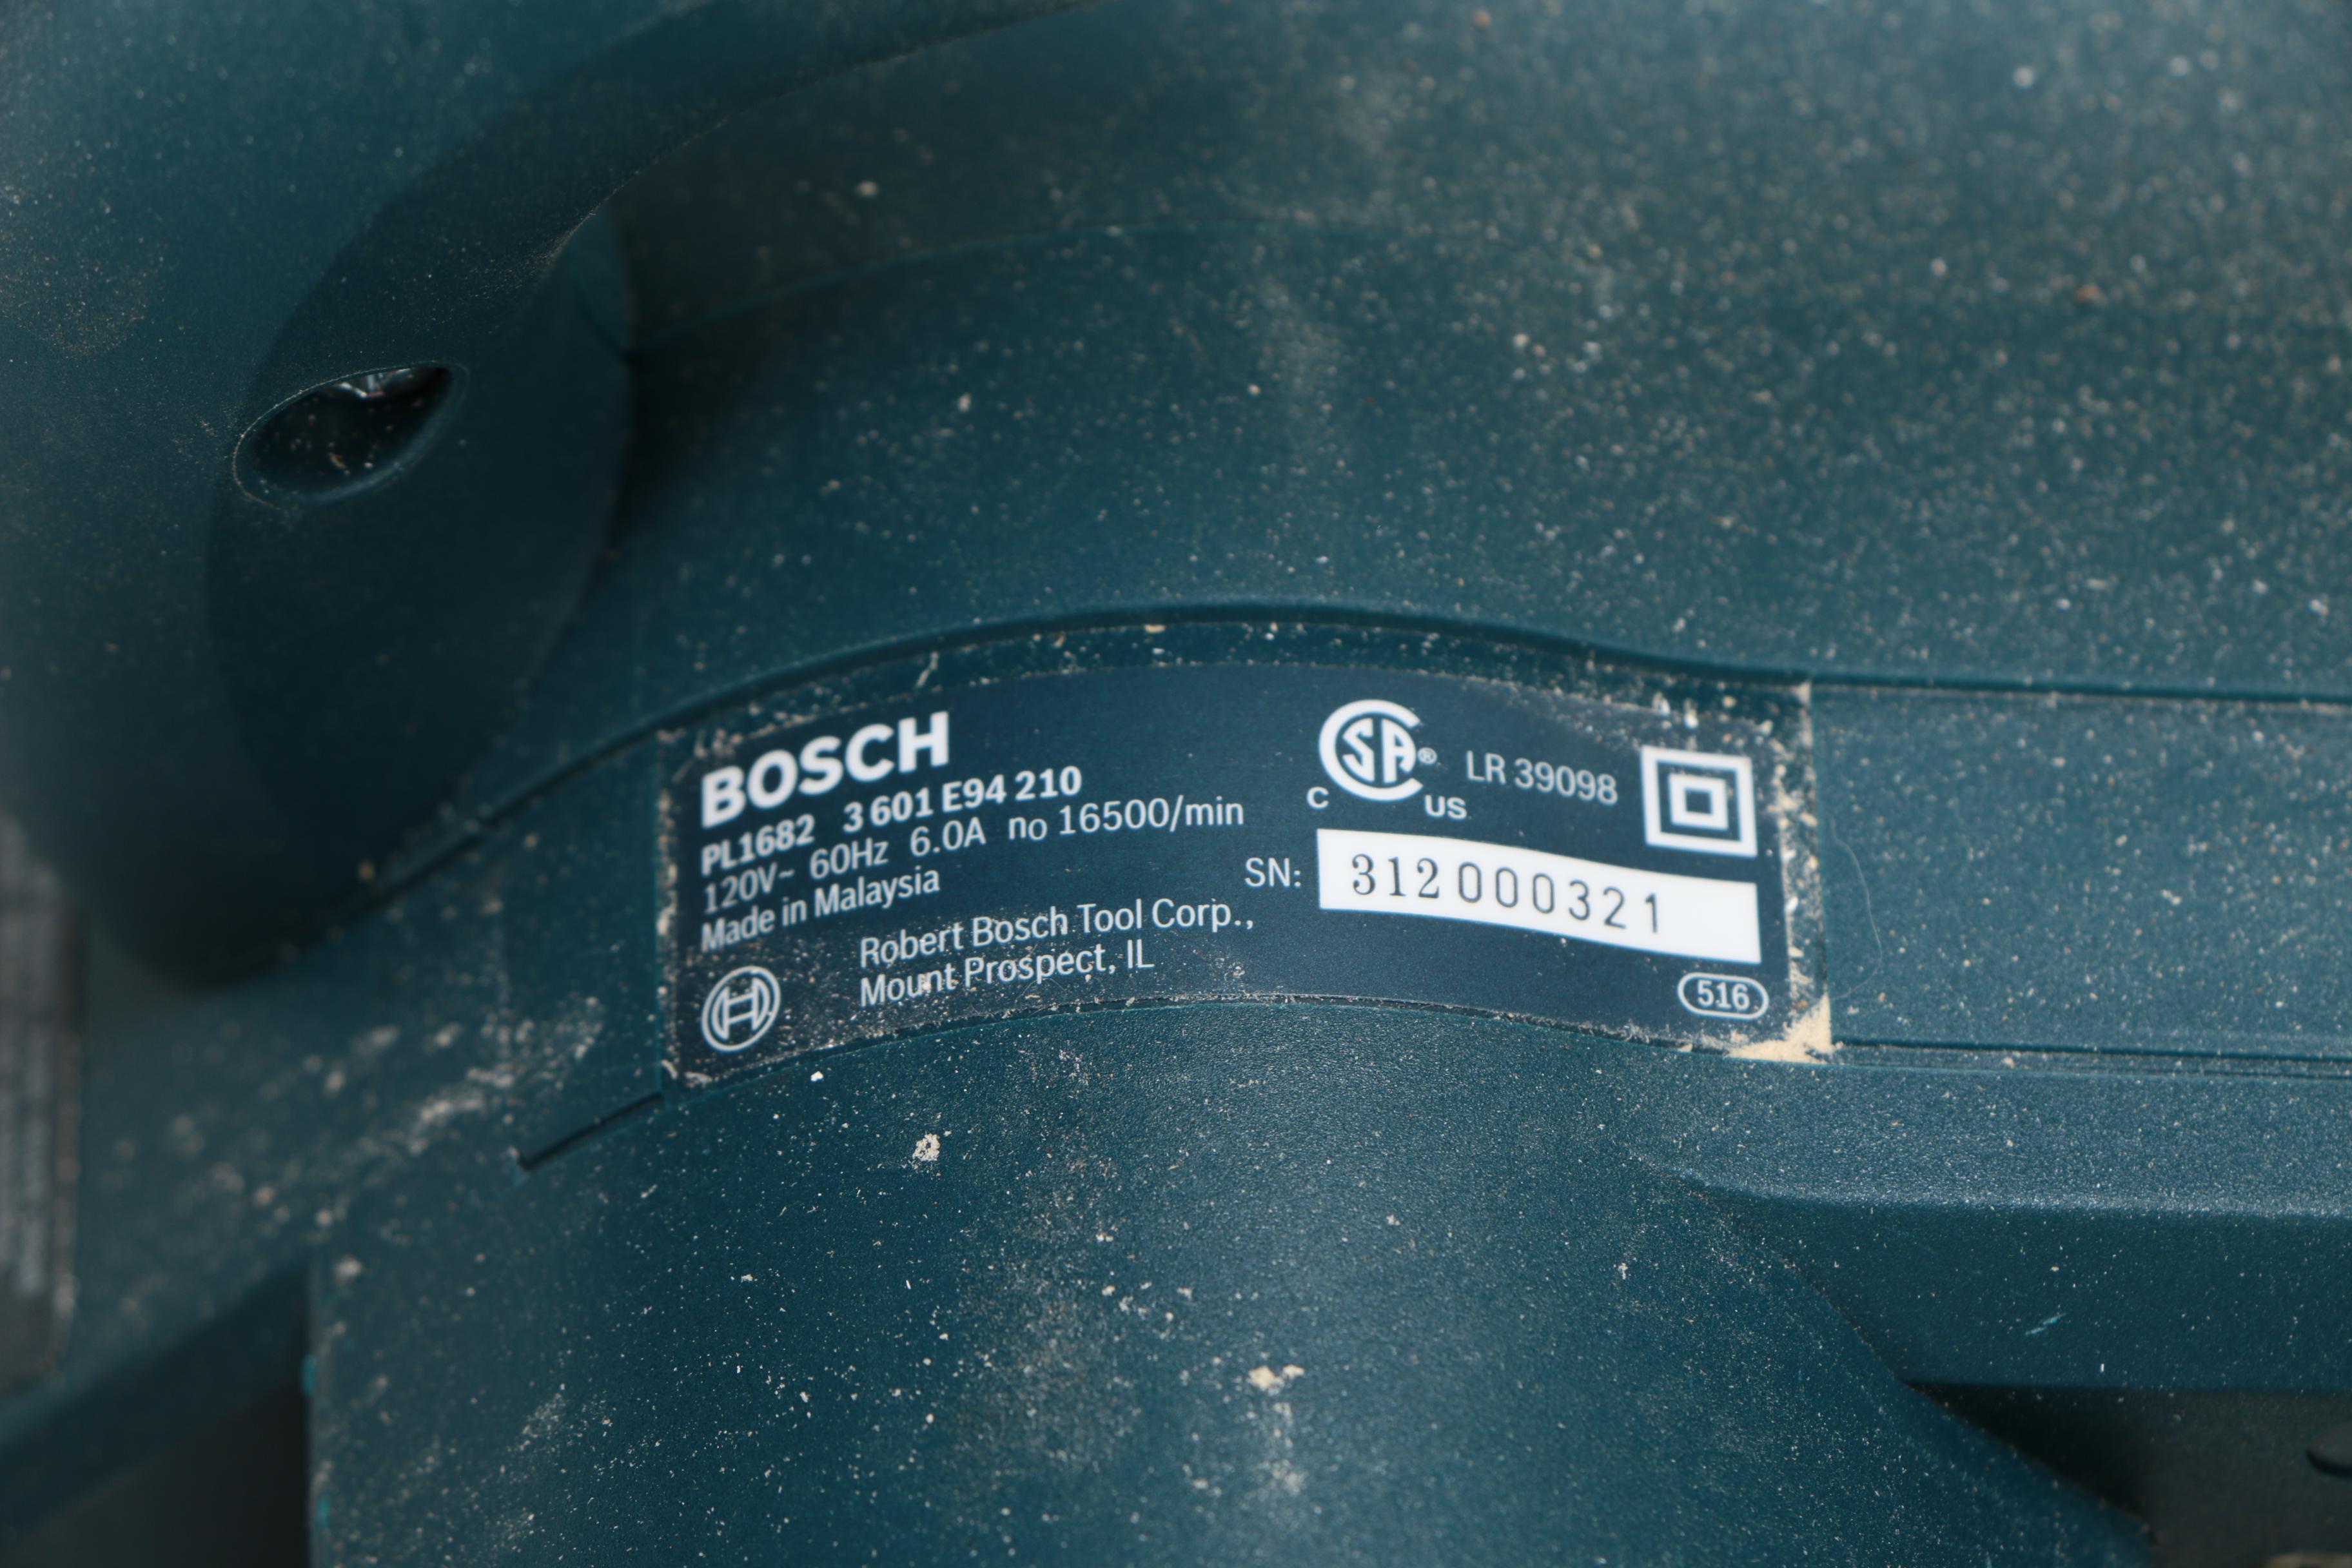 BOSCH
PL1682 3 601 E94 210
120V~ 60Hz 6.0A no 16500/min
Made in Malaysia
Robert Bosch Tool Corp.,
Mount Prospect, IL
CSA® LR 39098
C US
SN: 312000321
516